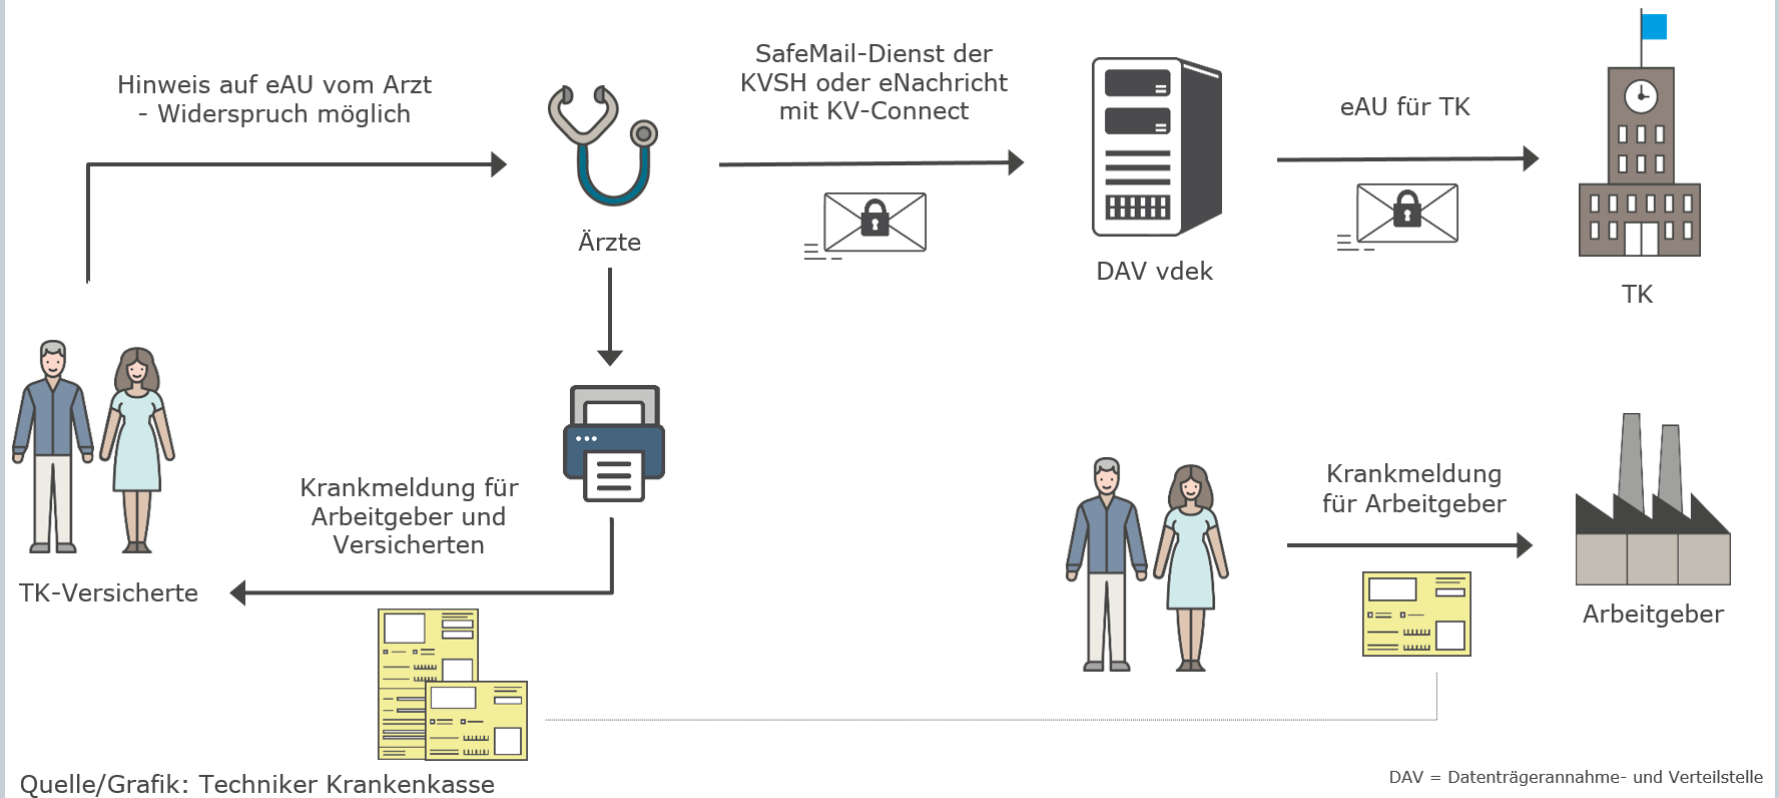 Hinweis auf eAU vom Arzt
- Widerspruch möglich
SafeMail-Dienst der
KVSH oder eNachricht
mit KV-Connect
eAU für TK
Ärzte
DAV vdek
TK
Krankmeldung für
Arbeitgeber und
Versicherten
TK-Versicherte
Krankmeldung
für Arbeitgeber
Arbeitgeber
Quelle/Grafik: Techniker Krankenkasse
DAV = Datenträgerannahme- und Verteilstelle